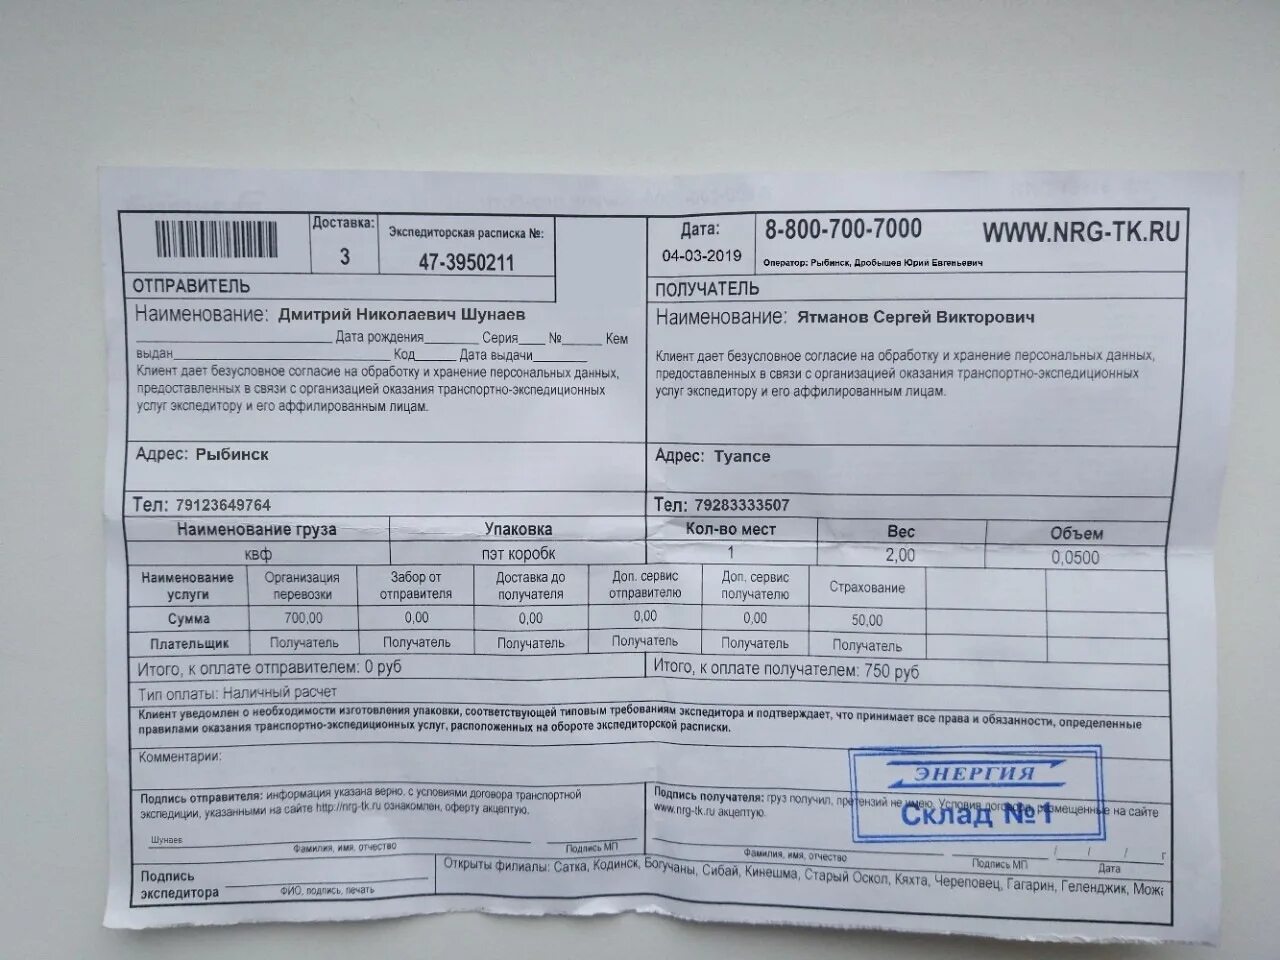 Доставка:
3
Экспедиторская расписка №:
47-3950211
Дата:
04-03-2019
8-800-700-7000
WWW.NRG-TK.RU
Оператор: Рыбинск, Дробышев Юрий Евгеньевич
ОТПРАВИТЕЛЬ
Наименование: Дмитрий Николаевич Шунаев
Дата рождения______ Серия____ №______ Кем
выдан__________ Код______ Дата выдачи________
Клиент дает безусловное согласие на обработку и хранение персональных данных,
предоставленных в связи с организацией оказания транспортно-экспедиционных
услуг экспедитору и его аффилированным лицам.
Адрес: Рыбинск
Тел: 79123649764
ПОЛУЧАТЕЛЬ
Наименование: Ятманов Сергей Викторович
Клиент дает безусловное согласие на обработку и хранение персональных данных,
предоставленных в связи с организацией оказания транспортно-экспедиционных
услуг экспедитору и его аффилированным лицам.
Адрес: Туапсе
Тел: 79283333507
Наименование груза Упаковка Кол-во мест Вес Объем
квф пэт коробк 1 2,00 0,0500
Наименование услуги Организация перевозки Забор от отправителя Доставка до получателя Доп. сервис отправителю Доп. сервис получателю Страхование
Сумма 700,00 0,00 0,00 0,00 0,00 50,00
Плательщик Получатель Получатель Получатель Получатель Получатель Получатель
Итого, к оплате отправителем: 0 руб Итого, к оплате получателем: 750 руб
Тип оплаты: Наличный расчет
Клиент уведомлен о необходимости изготовления упаковки, соответствующей типовым требованиям экспедитора и подтверждает, что принимает все права и обязанности, определенные
правилами оказания транспортно-экспедиционных услуг, расположенных на обороте экспедиторской расписки.
Комментарии:
Подпись отправителя: информация указана верно, с условиями договора транспортной
экспедиции, указанными на сайте http://nrg-tk.ru ознакомлен, оферту акцептую.
Шунаев
Фамилия, имя, отчество Подпись МП
Подпись получателя: груз получил, претензий не имею. Условия договора, размещенные на сайте
www.nrg-tk.ru акцептую.
ЭНЕРГИЯ
Склад №1
Фамилия, имя, отчество Подпись МП / / / г
Дата
Подпись
экспедитора
ФИО, подпись, печать
Открыты филиалы: Сатка, Кодинск, Богучаны, Сибай, Кинешма, Старый Оскол, Кяхта, Череповец, Гагарин, Геленджик, Можа